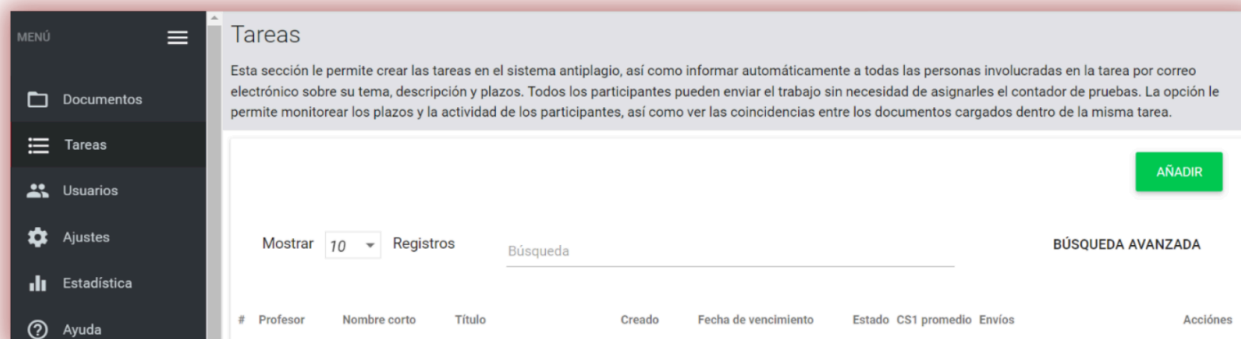 MENÚ
Documentos
Tareas
Usuarios
Ajustes
Estadística
Ayuda
Tareas
Esta sección le permite crear las tareas en el sistema antiplagio, así como informar automáticamente a todas las personas involucradas en la tarea por correo
electrónico sobre su tema, descripción y plazos. Todos los participantes pueden enviar el trabajo sin necesidad de asignarles el contador de pruebas. La opción le
permite monitorear los plazos y la actividad de los participantes, así como ver las coincidencias entre los documentos cargados dentro de la misma tarea.
AÑADIR
Mostrar 10 Registros Búsqueda BÚSQUEDA AVANZADA
# Profesor Nombre corto Título Creado Fecha de vencimiento Estado CS1 promedio Envíos Acciónes